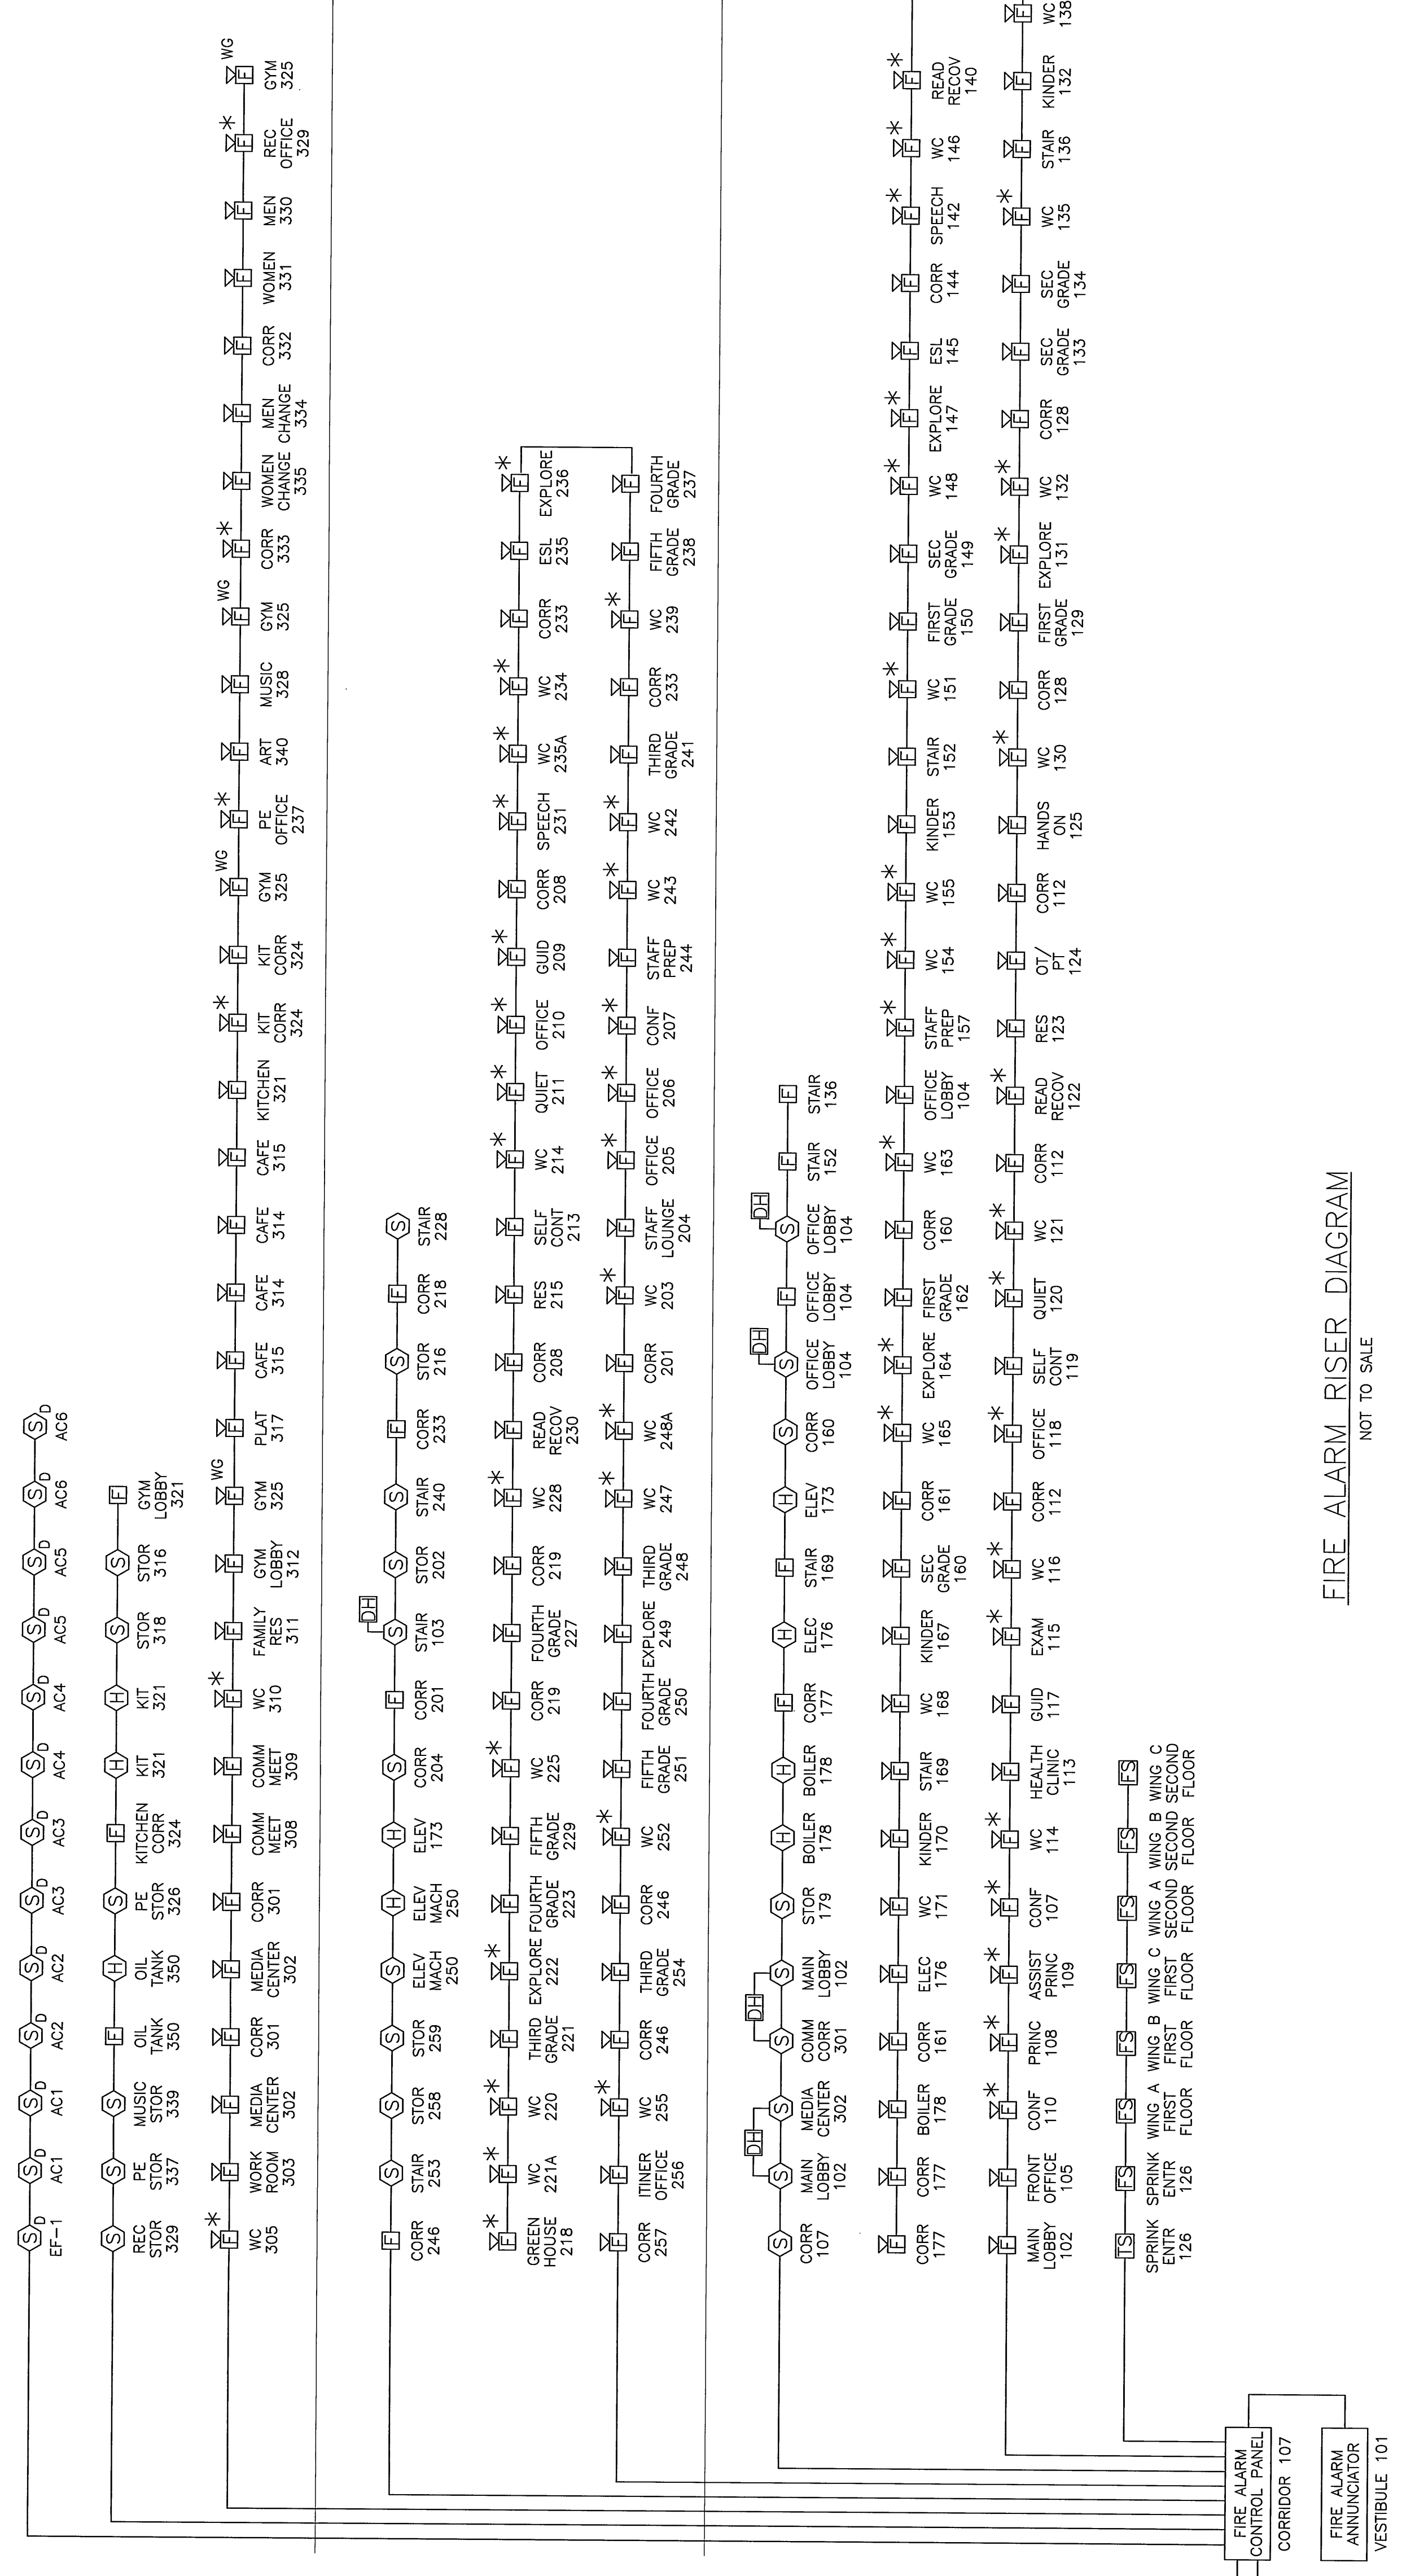 S D S D S D S D S D S D S D S D S D S D S D S D S D
EF-1 AC1 AC1 AC2 AC2 AC3 AC3 AC4 AC4 AC5 AC5 AC6 AC6
S S S F H S F H H S S F
REC PE MUSIC OIL OIL PE KITCHEN KIT KIT STOR STOR GYM
STOR STOR STOR TANK TANK STOR CORR 321 321 318 316 LOBBY
329 337 339 350 350 326 324 321
* * WG * WG * WG * * WG
F F F F F F F F F F F F F F F F F F F F F F F F F F F F F F F F F
WC WORK MEDIA CORR MEDIA CORR COMM COMM WC FAMILY GYM GYM PLAT CAFE CAFE CAFE CAFE KITCHEN KIT KIT GYM PE ART MUSIC GYM CORR WOMEN MEN CORR WOMEN MEN REC GYM
305 ROOM CENTER 301 CENTER 301 MEET MEET 310 RES LOBBY 325 317 315 314 314 315 321 CORR CORR 325 OFFICE 340 328 325 333 CHANGE CHANGE 332 331 330 OFFICE 325
303 302 302 308 309 311 312 324 324 237 335 334 329
DH
F S S S S H H S F S S S F S F S
CORR STAIR STOR STOR ELEV ELEV ELEV CORR CORR STAIR STOR STAIR CORR STOR CORR STAIR
246 253 258 259 MACH MACH 173 204 201 103 202 240 233 216 218 228
250 250
* * * * * * * * * * * * * *
F F F F F F F F F F F F F F F F F F F F F F F F F F F
GREEN WC WC THIRD EXPLORE FOURTH FIFTH WC CORR FOURTH CORR WC READ CORR RES SELF WC QUIET OFFICE GUID CORR SPEECH WC WC CORR ESL EXPLORE
HOUSE 221A 220 GRADE 222 GRADE GRADE 225 219 GRADE 219 228 RECOV 208 215 CONT 214 211 210 209 208 231 235A 234 233 235 236
218 221 223 229 227 230 213
* * * * * * * * * * *
F F F F F F F F F F F F F F F F F F F F F F F F F F F
CORR ITINER WC CORR THIRD CORR WC FIFTH FOURTH EXPLORE THIRD WC WC CORR WC STAFF OFFICE OFFICE CONF STAFF WC WC THIRD CORR WC FIFTH FOURTH
257 OFFICE 255 246 GRADE 246 252 GRADE GRADE 249 GRADE 247 248A 201 203 LOUNGE 205 206 207 PREP 243 242 GRADE 233 239 GRADE GRADE
256 254 251 250 248 204 244 241 238 237
DH DH DH DH
S S S S S S H H F H F H S S F S F F
CORR MAIN MEDIA COMM MAIN STOR BOILER BOILER CORR ELEC STAIR ELEV CORR OFFICE OFFICE OFFICE STAIR STAIR
107 LOBBY CENTER CORR LOBBY 179 178 178 177 176 169 173 160 LOBBY LOBBY LOBBY 152 136
102 302 301 102 104 104 104
* * * * * * * * * * * *
F F F F F F F F F F F F F F F F F F F F F F F F F F F F F F F F F
CORR CORR BOILER CORR ELEC WC KINDER STAIR WC KINDER SEC CORR WC EXPLORE FIRST CORR WC OFFICE STAFF WC WC KINDER STAIR WC FIRST SEC WC EXPLORE ESL CORR SPEECH WC READ
177 177 178 161 176 171 170 169 168 167 GRADE 161 165 164 GRADE 160 163 LOBBY PREP 154 155 153 152 151 GRADE GRADE 148 147 145 144 142 146 RECOV
160 162 104 157 150 149 140
* * * * * * * * * * * * * * *
F F F F F F F F F F F F F F F F F F F F F F F F F F F F F F F F F F
MAIN FRONT CONF PRINC ASSIST CONF WC HEALTH GUID EXAM WC CORR OFFICE SELF QUIET WC CORR READ RES OT/ CORR HANDS WC CORR FIRST EXPLORE WC CORR SEC SEC WC STAIR KINDER WC
LOBBY OFFICE 110 108 PRINC 107 114 CLINIC 117 115 116 112 118 CONT 120 121 112 RECOV 123 PT 112 ON 130 128 GRADE 131 132 128 GRADE GRADE 135 136 132 138
102 105 109 113 119 122 124 125 129 133 134
TS FS FS FS FS FS FS FS
SPRINK SPRINK WING A WING B WING C WING A WING B WING C
ENTR ENTR FIRST FIRST FIRST SECOND SECOND SECOND
126 126 FLOOR FLOOR FLOOR FLOOR FLOOR FLOOR
FIRE ALARM
CONTROL PANEL
CORRIDOR 107
FIRE ALARM
ANNUNCIATOR
VESTIBULE 101
FIRE ALARM RISER DIAGRAM
NOT TO SALE